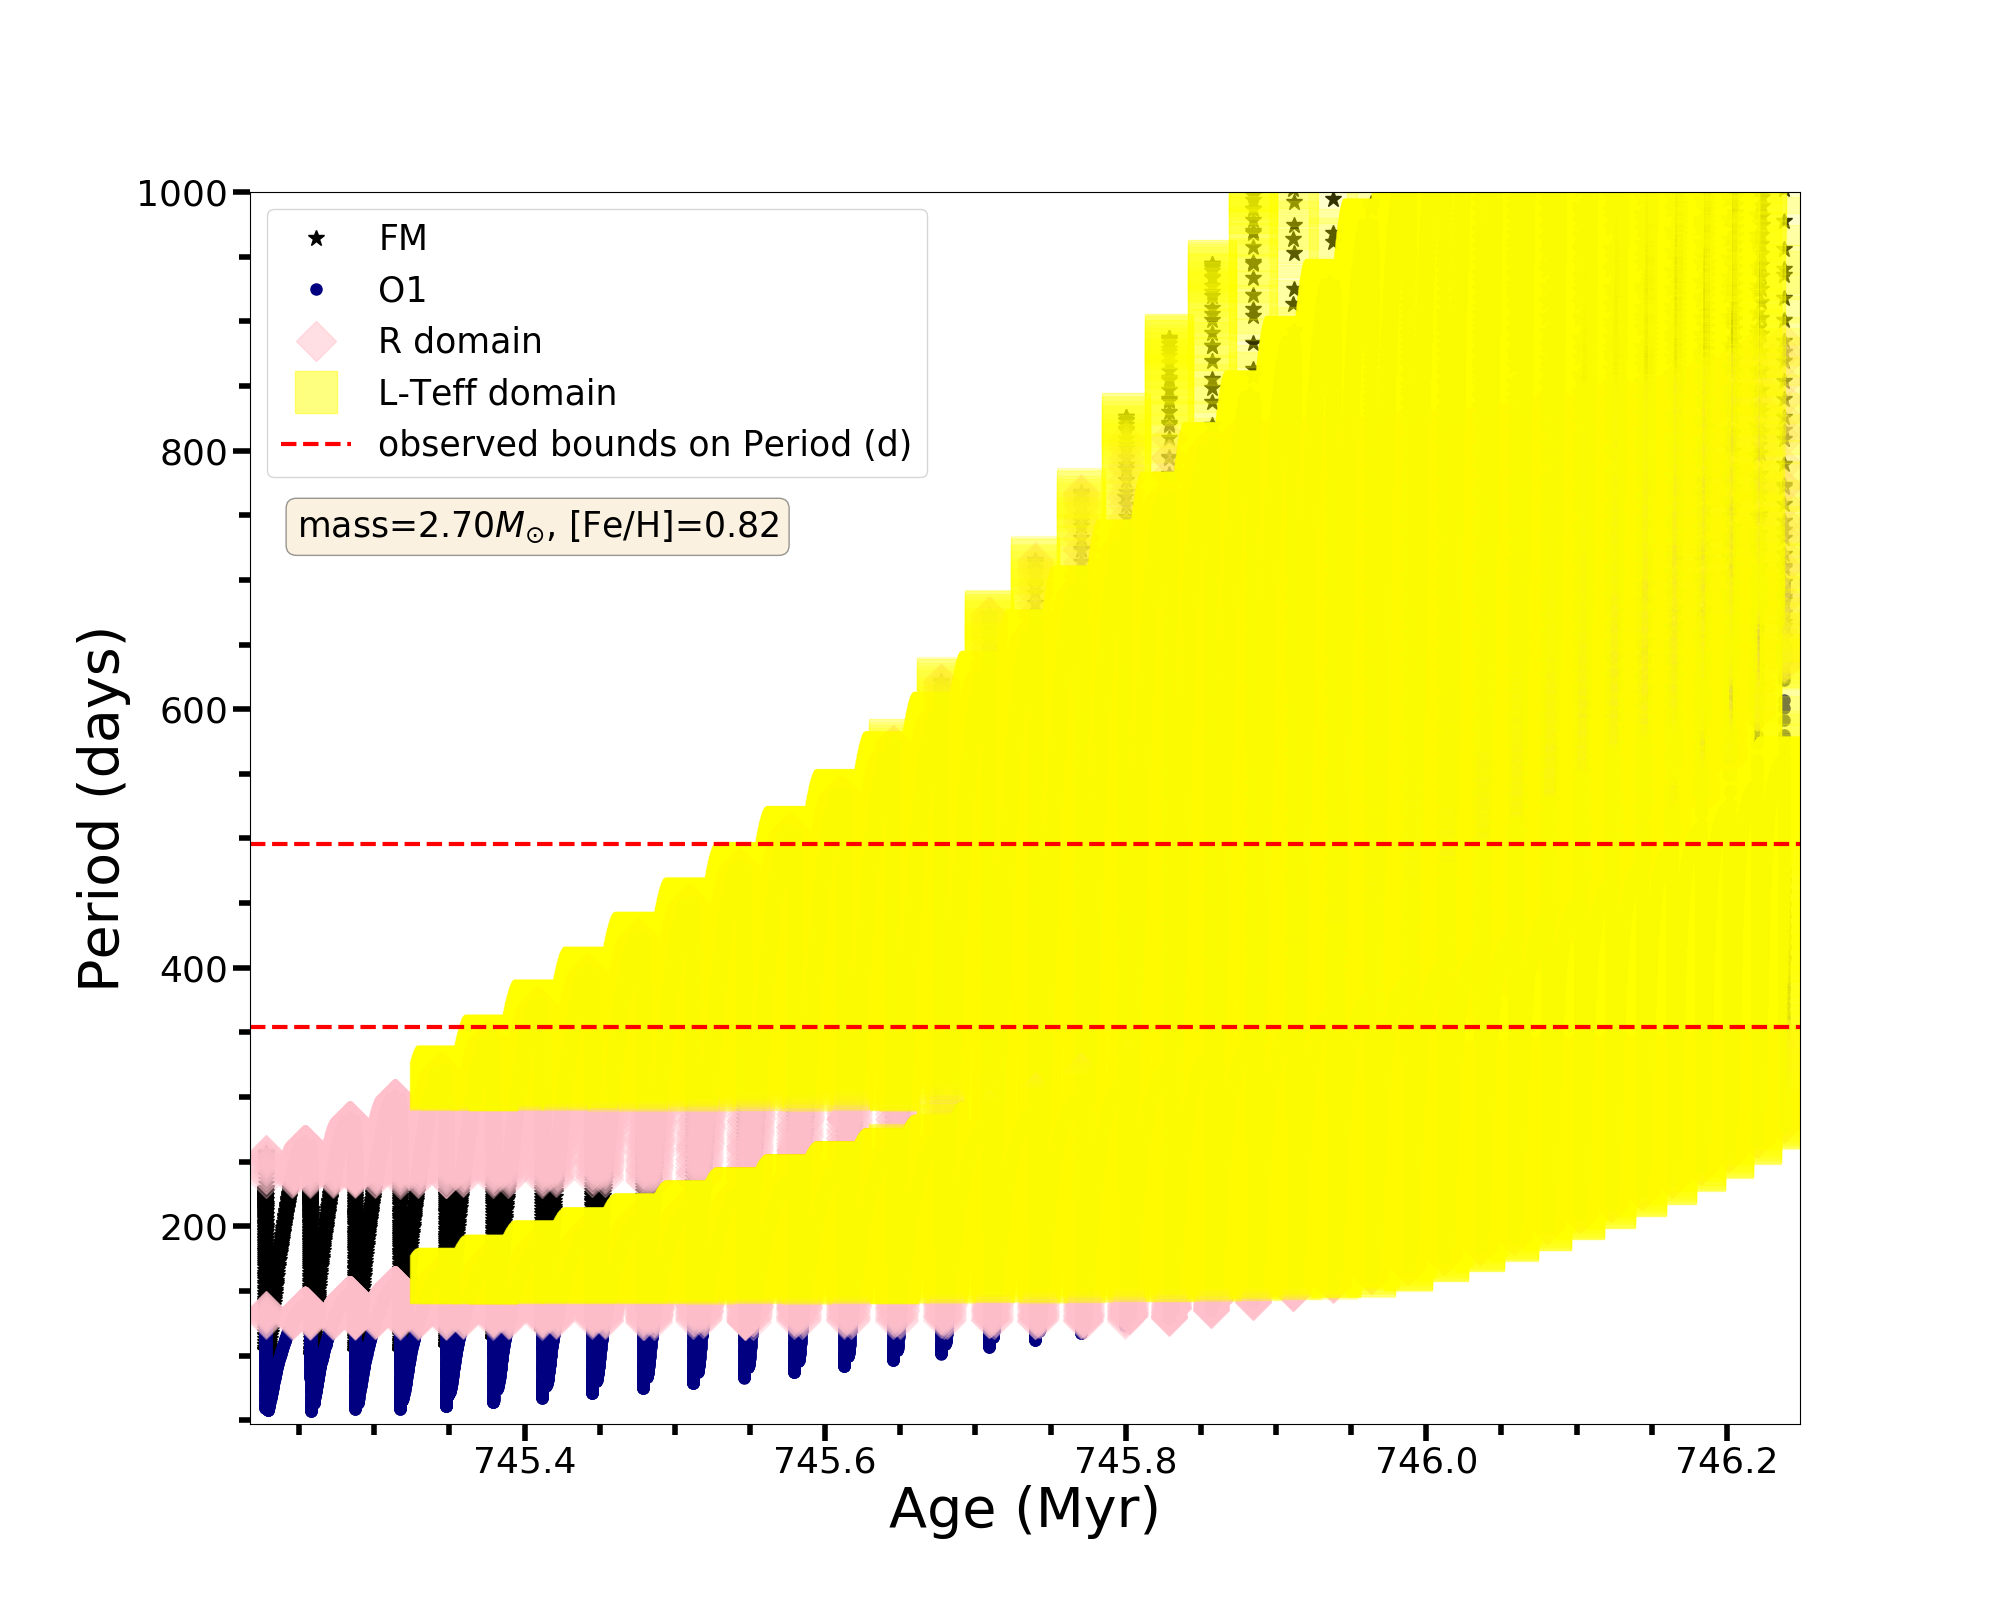 1000
800
600
400
200
Period (days)
FM
O1
R domain
L-Teff domain
observed bounds on Period (d)
mass=2.70M⊙, [Fe/H]=0.82
745.4 745.6 745.8 746.0 746.2
Age (Myr)